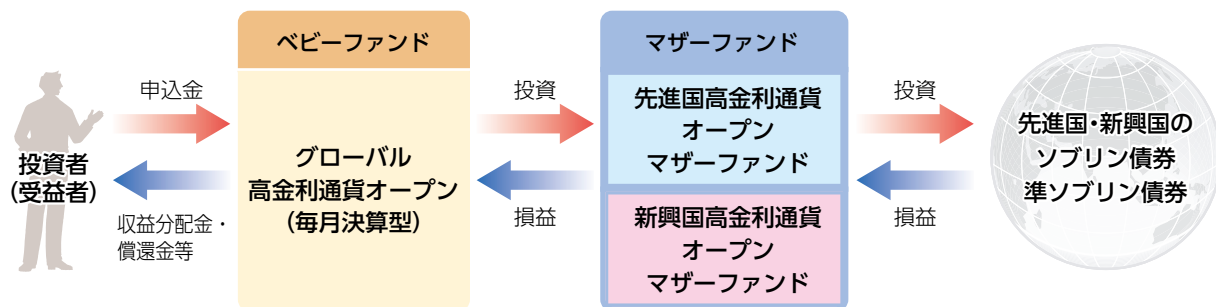 投資者
(受益者)
申込金
収益分配金・
償還金等
ベビーファンド
グローバル
高金利通貨オープン
(毎月決算型)
投資
損益
マザーファンド
先進国高金利通貨
オープン
マザーファンド
新興国高金利通貨
オープン
マザーファンド
投資
損益
先進国・新興国の
ソブリン債券
準ソブリン債券